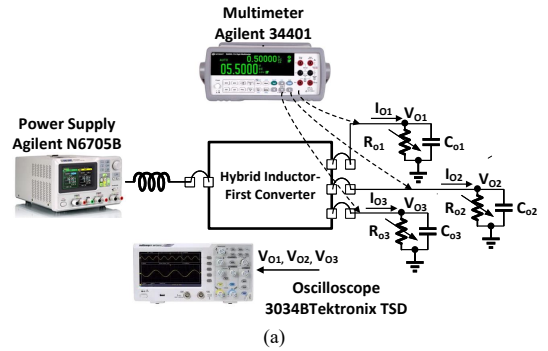 Multimeter
Agilent 34401
0.50000
05.5000
Power Supply
Agilent N6705B
Hybrid Inductor-
First Converter
IO1 VO1
Ro1 Co1
IO2 VO2
Ro2 Co2
IO3 VO3
Ro3 Co3
VO1, VO2, VO3
Oscilloscope
3034BTektronix TSD
(a)